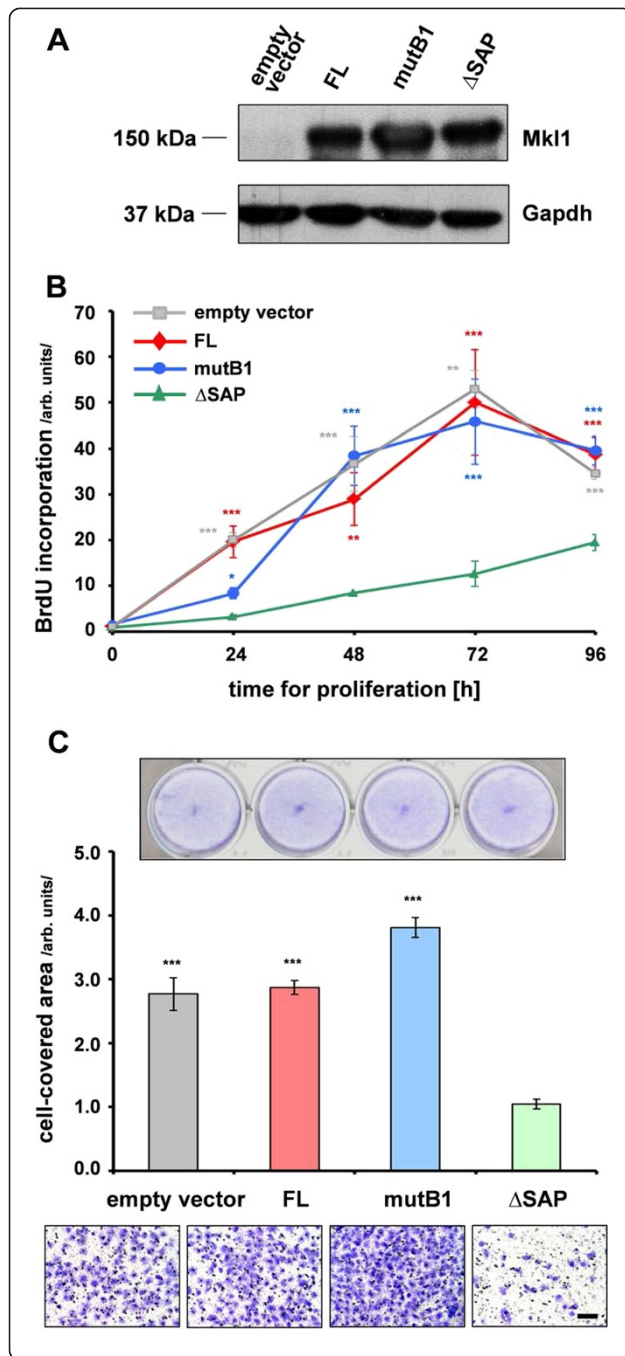 A
empty vector
FL
mutB1
ΔSAP
150 kDa
Mkl1
37 kDa
Gapdh
B
BrdU incorporation /arb. units/
70
60
50
40
30
20
10
0
empty vector
FL
mutB1
ΔSAP
***
***
*
***
***
**
***
**
***
***
***
***
0
24
48
72
96
time for proliferation [h]
C
cell-covered area /arb. units/
5.0
4.0
3.0
2.0
1.0
0.0
***
***
***
empty vector
FL
mutB1
ΔSAP